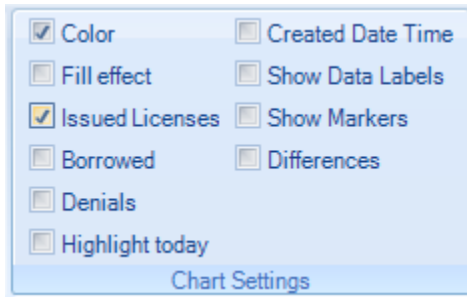 Color
Fill effect
Issued Licenses
Borrowed
Denials
Highlight today
Created Date Time
Show Data Labels
Show Markers
Differences
Chart Settings